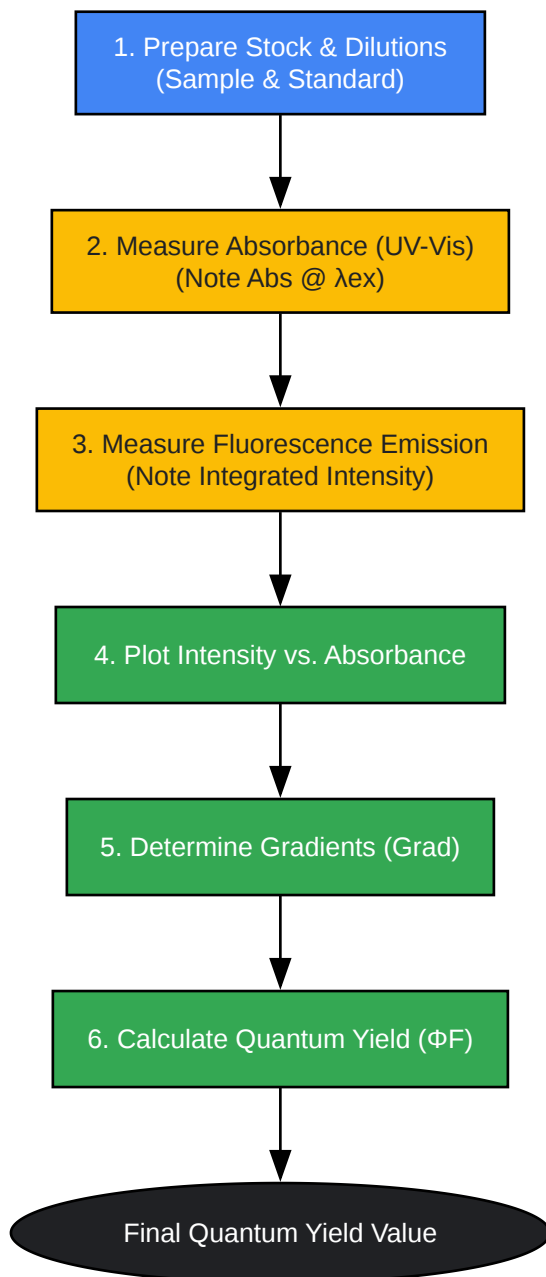 1. Prepare Stock & Dilutions
(Sample & Standard)
2. Measure Absorbance (UV-Vis)
(Note Abs @ λex)
3. Measure Fluorescence Emission
(Note Integrated Intensity)
4. Plot Intensity vs. Absorbance
5. Determine Gradients (Grad)
6. Calculate Quantum Yield (ΦF)
Final Quantum Yield Value